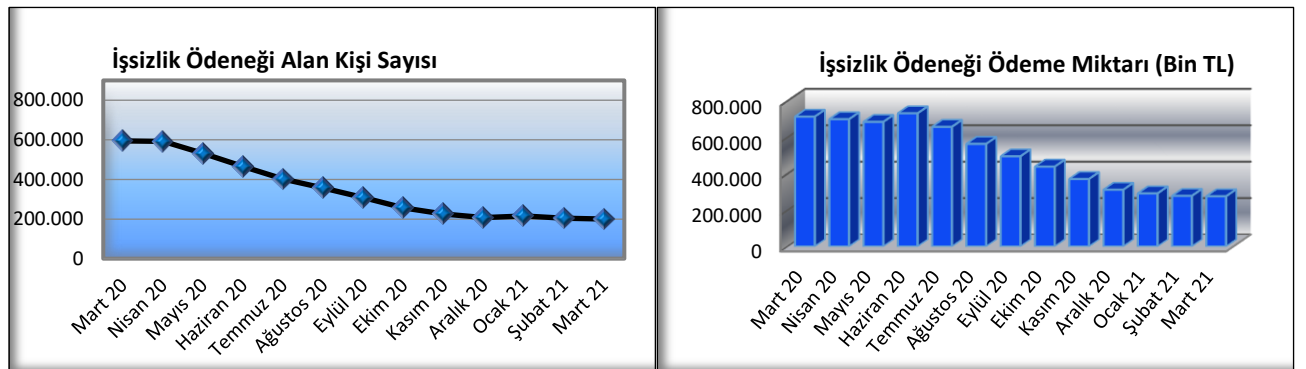 İşsizlik Ödeneği Alan Kişi Sayısı
800.000
600.000
400.000
200.000
0
Mart 20
Nisan 20
Mayıs 20
Haziran 20
Temmuz 20
Ağustos 20
Eylül 20
Ekim 20
Kasım 20
Aralık 20
Ocak 21
Şubat 21
Mart 21
İşsizlik Ödeneği Ödeme Miktarı (Bin TL)
800.000
600.000
400.000
200.000
0
Mart 20
Nisan 20
Mayıs 20
Haziran 20
Temmuz 20
Ağustos 20
Eylül 20
Ekim 20
Kasım 20
Aralık 20
Ocak 21
Şubat 21
Mart 21